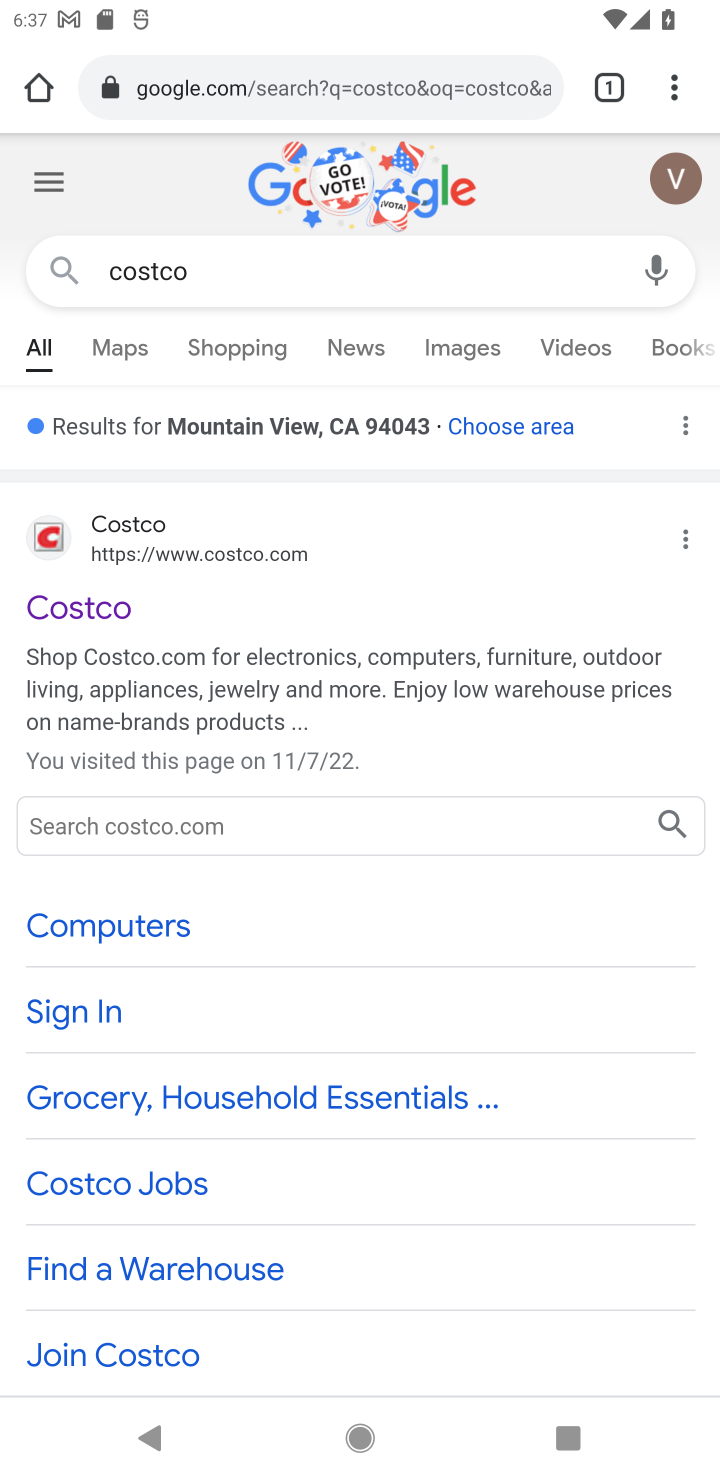 6:37
1
google.com/search?q=costco&oq=costco&a
Google
GO
VOTE!
¡VOTA!
V
costco
All Maps Shopping News Images Videos Books
Results for Mountain View, CA 94043 · Choose area
Costco
https://www.costco.com
Costco
Shop Costco.com for electronics, computers, furniture, outdoor
living, appliances, jewelry and more. Enjoy low warehouse prices
on name-brands products ...
You visited this page on 11/7/22.
Search costco.com
Computers
Sign In
Grocery, Household Essentials ...
Costco Jobs
Find a Warehouse
Join Costco